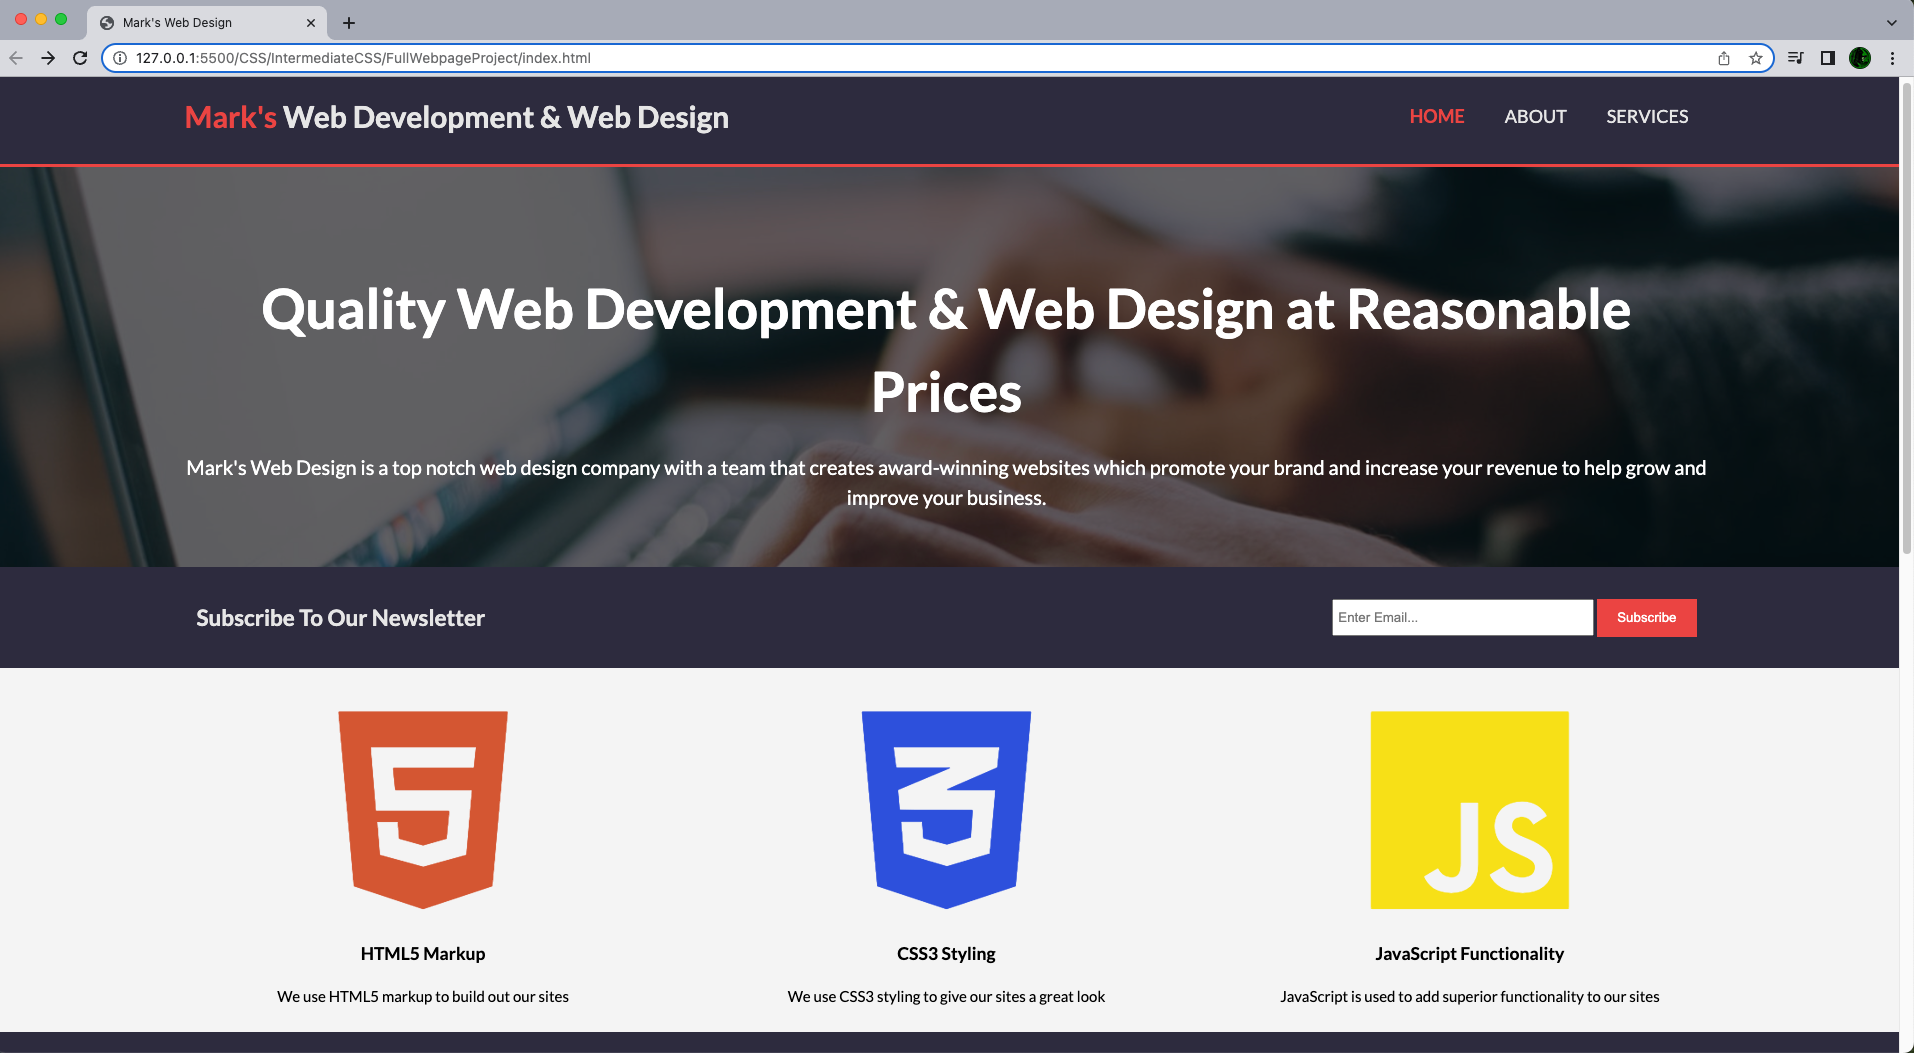 Mark's Web Design
127.0.0.1:5500/CSS/IntermediateCSS/FullWebpageProject/index.html
Mark's Web Development & Web Design
HOME ABOUT SERVICES
Quality Web Development & Web Design at Reasonable
Prices
Mark's Web Design is a top notch web design company with a team that creates award-winning websites which promote your brand and increase your revenue to help grow and
improve your business.
Subscribe To Our Newsletter
Enter Email...
Subscribe
JS
HTML5 Markup
We use HTML5 markup to build out our sites
CSS3 Styling
We use CSS3 styling to give our sites a great look
JavaScript Functionality
JavaScript is used to add superior functionality to our sites